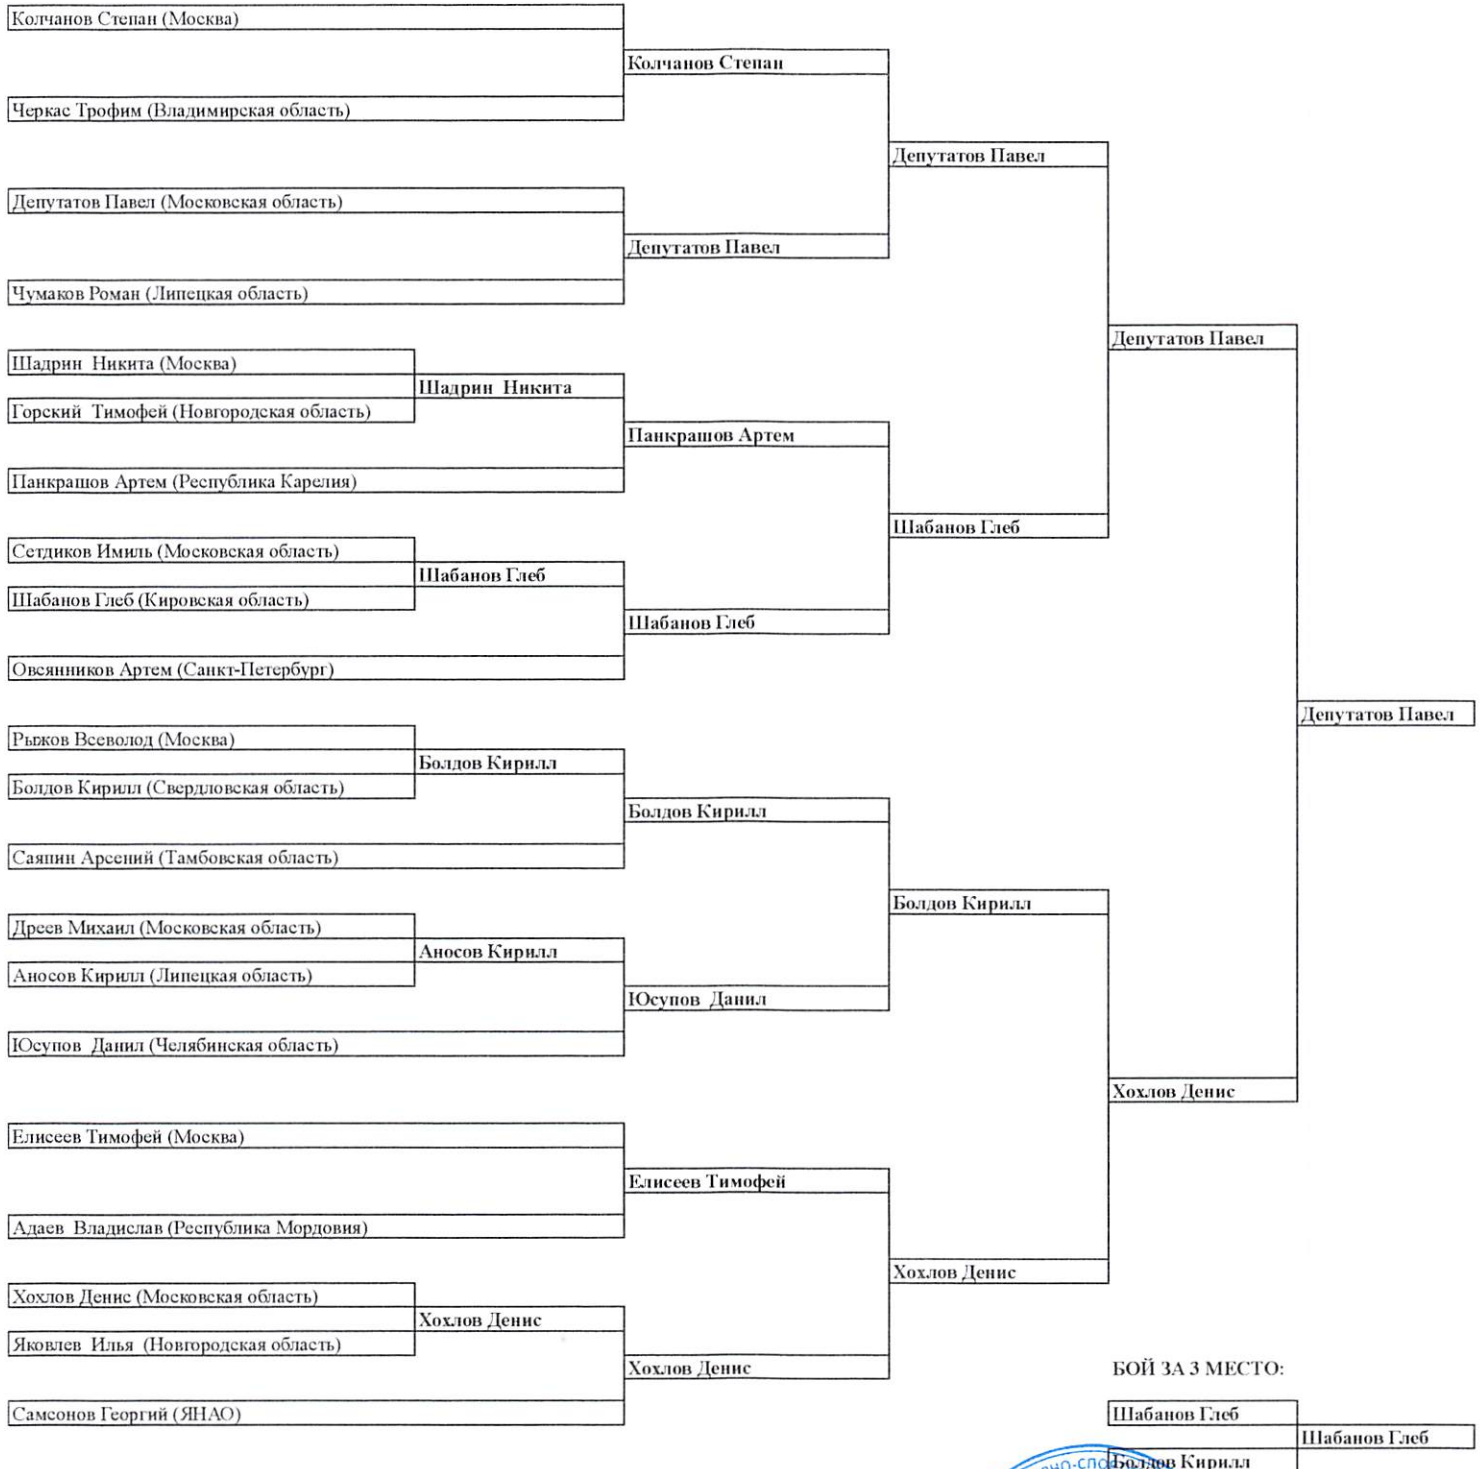 Колчанов Степан (Москва)
Колчанов Степан
Черкас Трофим (Владимирская область)
Депутатов Павел
Депутатов Павел (Московская область)
Депутатов Павел
Чумаков Роман (Липецкая область)
Депутатов Павел
Шадрин Никита (Москва)
Шадрин Никита
Горский Тимофей (Новгородская область)
Панкрашов Артем
Панкрашов Артем (Республика Карелия)
Шабанов Глеб
Сетдиков Имиль (Московская область)
Шабанов Глеб
Шабанов Глеб (Кировская область)
Шабанов Глеб
Овсянников Артем (Санкт-Петербург)
Депутатов Павел
Рыжов Всеволод (Москва)
Болдов Кирилл
Болдов Кирилл (Свердловская область)
Болдов Кирилл
Саяпин Арсений (Тамбовская область)
Болдов Кирилл
Дреев Михаил (Московская область)
Аносов Кирилл
Аносов Кирилл (Липецкая область)
Юсупов Данил
Юсупов Данил (Челябинская область)
Хохлов Денис
Елисеев Тимофей (Москва)
Елисеев Тимофей
Адаев Владислав (Республика Мордовия)
Хохлов Денис
Хохлов Денис (Московская область)
Хохлов Денис
Яковлев Илья (Новгородская область)
Хохлов Денис
Самсонов Георгий (ЯНАО)
БОЙ ЗА 3 МЕСТО:
Шабанов Глеб
Шабанов Глеб
Болдов Кирилл